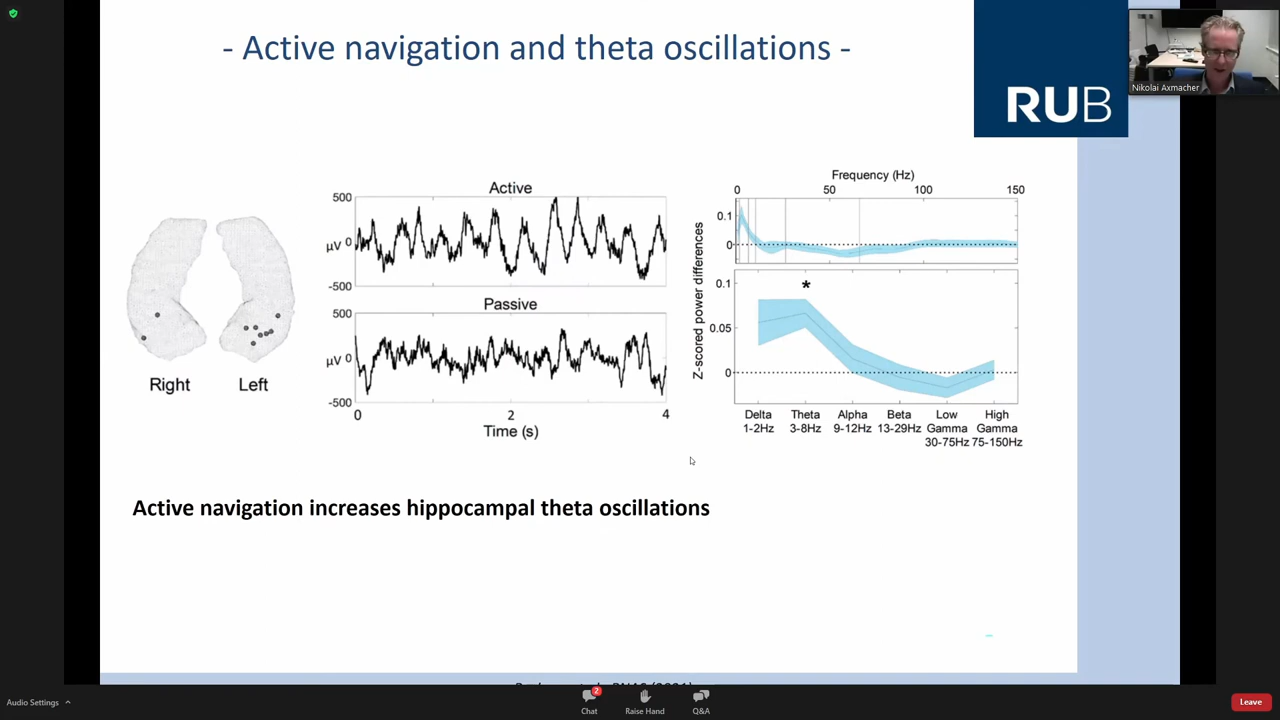 - Active navigation and theta oscillations -
RUB
Nikolai Axmacher
Active
500
µV 0
-500
Passive
500
µV 0
-500
0 2 4
Time (s)
Right Left
Frequency (Hz)
0 50 100 150
0.1
0
Z-scored power differences
0.1
*
0.05
0
Delta Theta Alpha Beta Low High
1-2Hz 3-8Hz 9-12Hz 13-29Hz Gamma Gamma
30-75Hz 75-150Hz
Active navigation increases hippocampal theta oscillations
Audio Settings
2
Chat
Raise Hand
Q&A
Leave